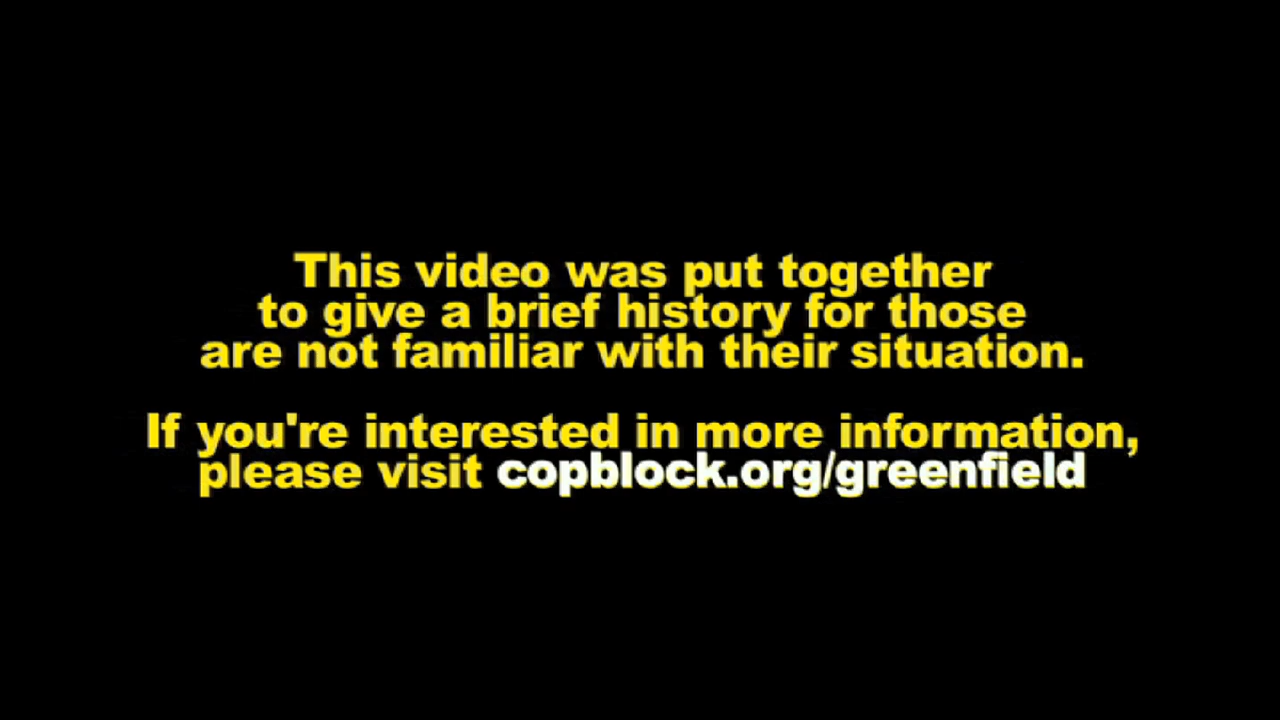 This video was put together
to give a brief history for those
are not familiar with their situation.
If you're interested in more information,
please visit copblock.org/greenfield